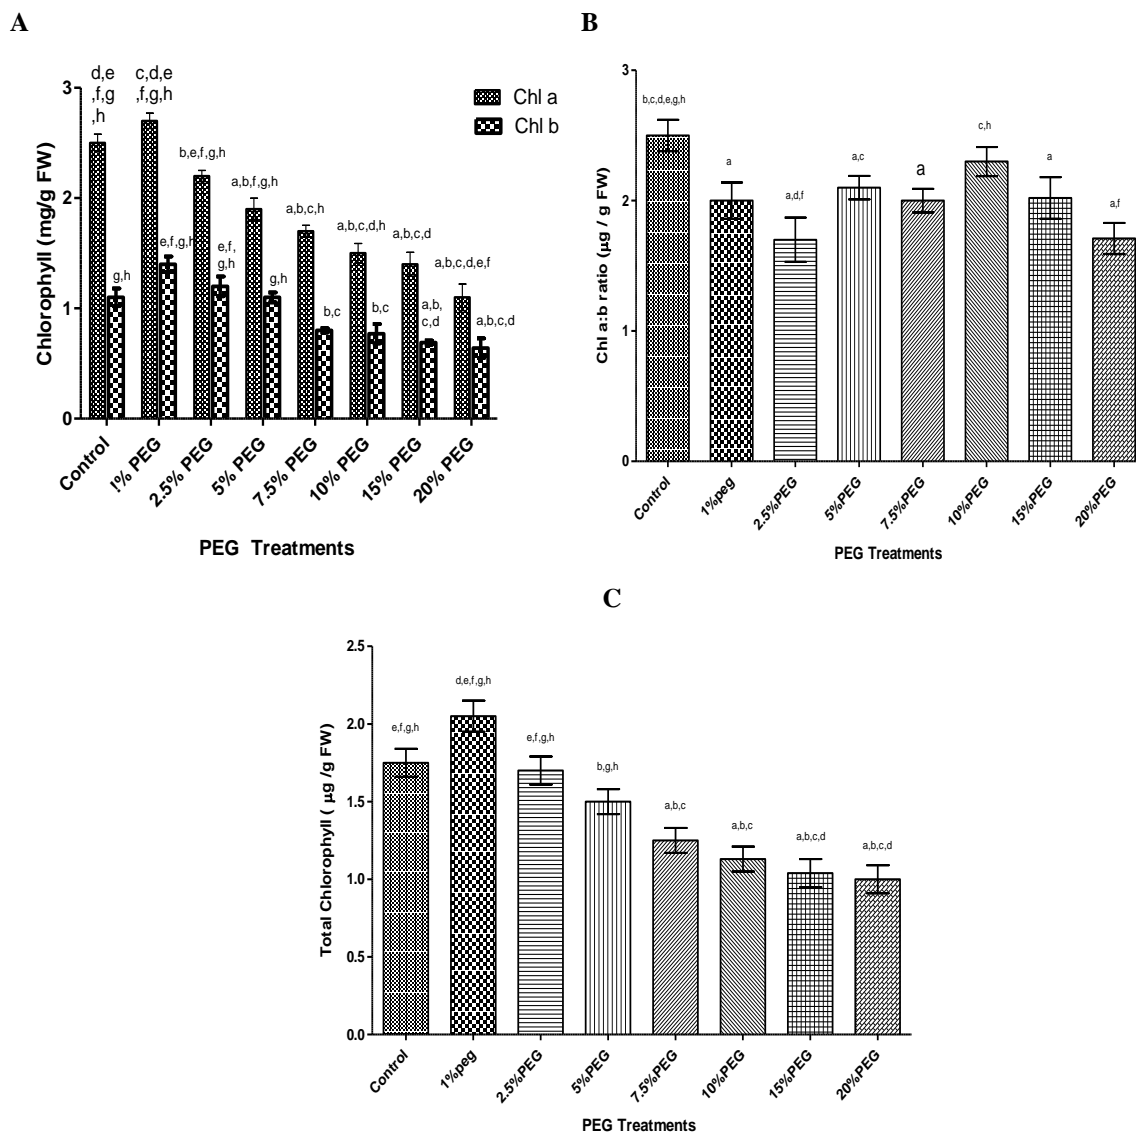 A
Chlorophyll (mg/g FW)
3
2
1
0
d,e
,f,g
,h
c,d,e
,f,g,h
b,e,f,g,h
a,b,f,g,h
a,b,c,h
a,b,c,d,h
a,b,c,d
a,b,c,d,e,f
g,h
e,f,g,h
e,f,
g,h
g,h
b,c
b,c
a,b,
c,d
a,b,c,d
Chl a
Chl b
Control
!% PEG
2.5% PEG
5% PEG
7.5% PEG
10% PEG
15% PEG
20% PEG
PEG Treatments
B
Chl a:b ratio (µg / g FW)
3
2
1
0
b,c,d,e,g,h
a
a,d,f
a,c
a
c,h
a
a,f
Control
1%peg
2.5%PEG
5%PEG
7.5%PEG
10%PEG
15%PEG
20%PEG
PEG Treatments
C
Total Chlorophyll ( µg /g FW)
2.5
2.0
1.5
1.0
0.5
0.0
e,f,g,h
d,e,f,g,h
e,f,g,h
b,g,h
a,b,c
a,b,c
a,b,c,d
a,b,c,d
Control
1%peg
2.5%PEG
5%PEG
7.5%PEG
10%PEG
15%PEG
20%PEG
PEG Treatments